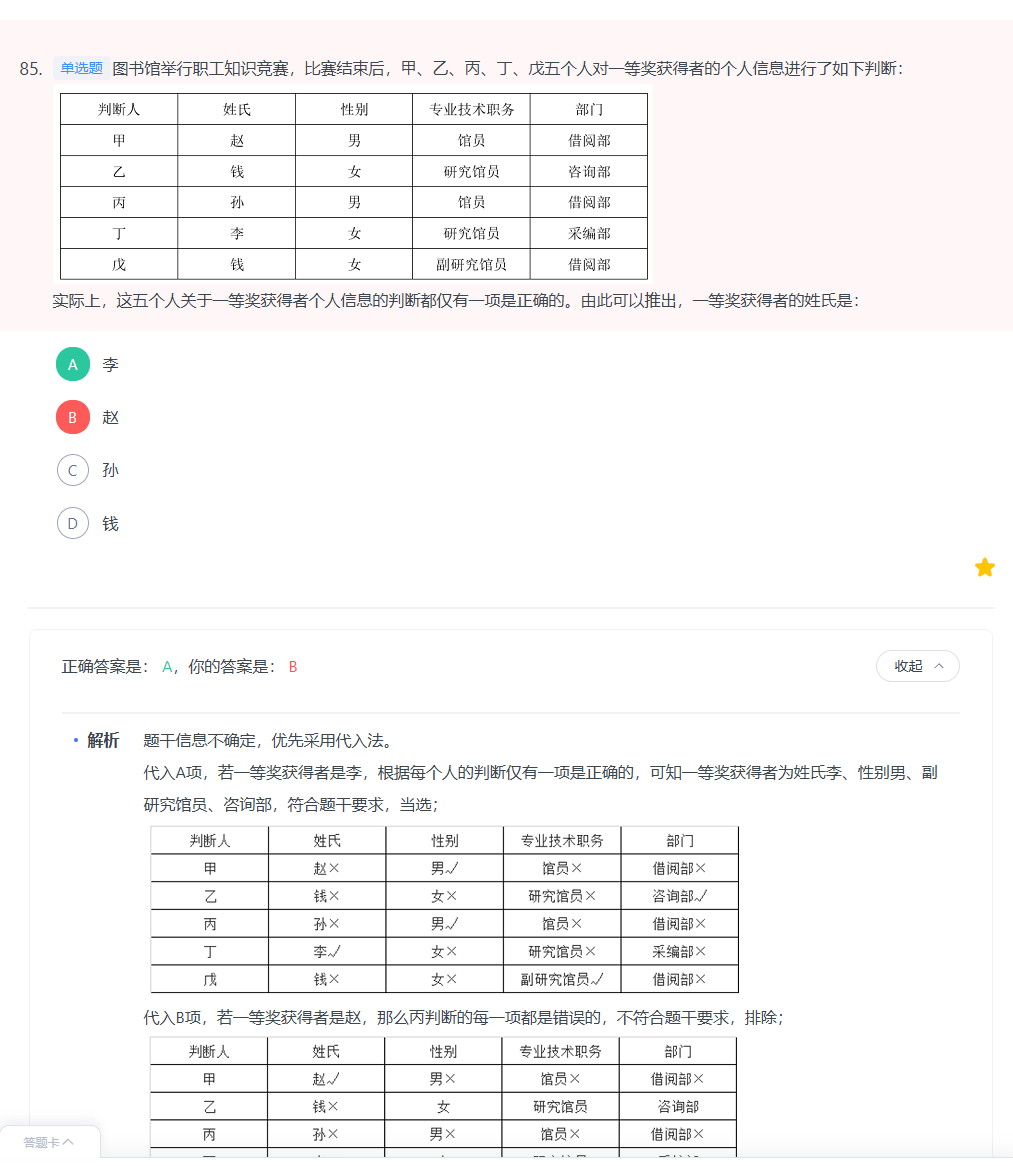 85. 单选题 图书馆举行职工知识竞赛，比赛结束后，甲、乙、丙、丁、戊五个人对一等奖获得者的个人信息进行了如下判断：
判断人 姓氏 性别 专业技术职务 部门
甲 赵 男 馆员 借阅部
乙 钱 女 研究馆员 咨询部
丙 孙 男 馆员 借阅部
丁 李 女 研究馆员 采编部
戊 钱 女 副研究馆员 借阅部
实际上，这五个人关于一等奖获得者个人信息的判断都仅有一项是正确的。由此可以推出，一等奖获得者的姓氏是：
A 李
B 赵
C 孙
D 钱
正确答案是： A，你的答案是： B 收起
• 解析 题干信息不确定，优先采用代入法。
代入A项，若一等奖获得者是李，根据每个人的判断仅有一项是正确的，可知一等奖获得者为姓氏李、性别男、副
研究馆员、咨询部，符合题干要求，当选；
判断人 姓氏 性别 专业技术职务 部门
甲 赵× 男✓ 馆员× 借阅部×
乙 钱× 女× 研究馆员× 咨询部✓
丙 孙× 男✓ 馆员× 借阅部×
丁 李✓ 女× 研究馆员× 采编部×
戊 钱× 女× 副研究馆员✓ 借阅部×
代入B项，若一等奖获得者是赵，那么丙判断的每一项都是错误的，不符合题干要求，排除；
判断人 姓氏 性别 专业技术职务 部门
甲 赵✓ 男× 馆员× 借阅部×
乙 钱× 女 研究馆员 咨询部
丙 孙× 男× 馆员× 借阅部×
答题卡